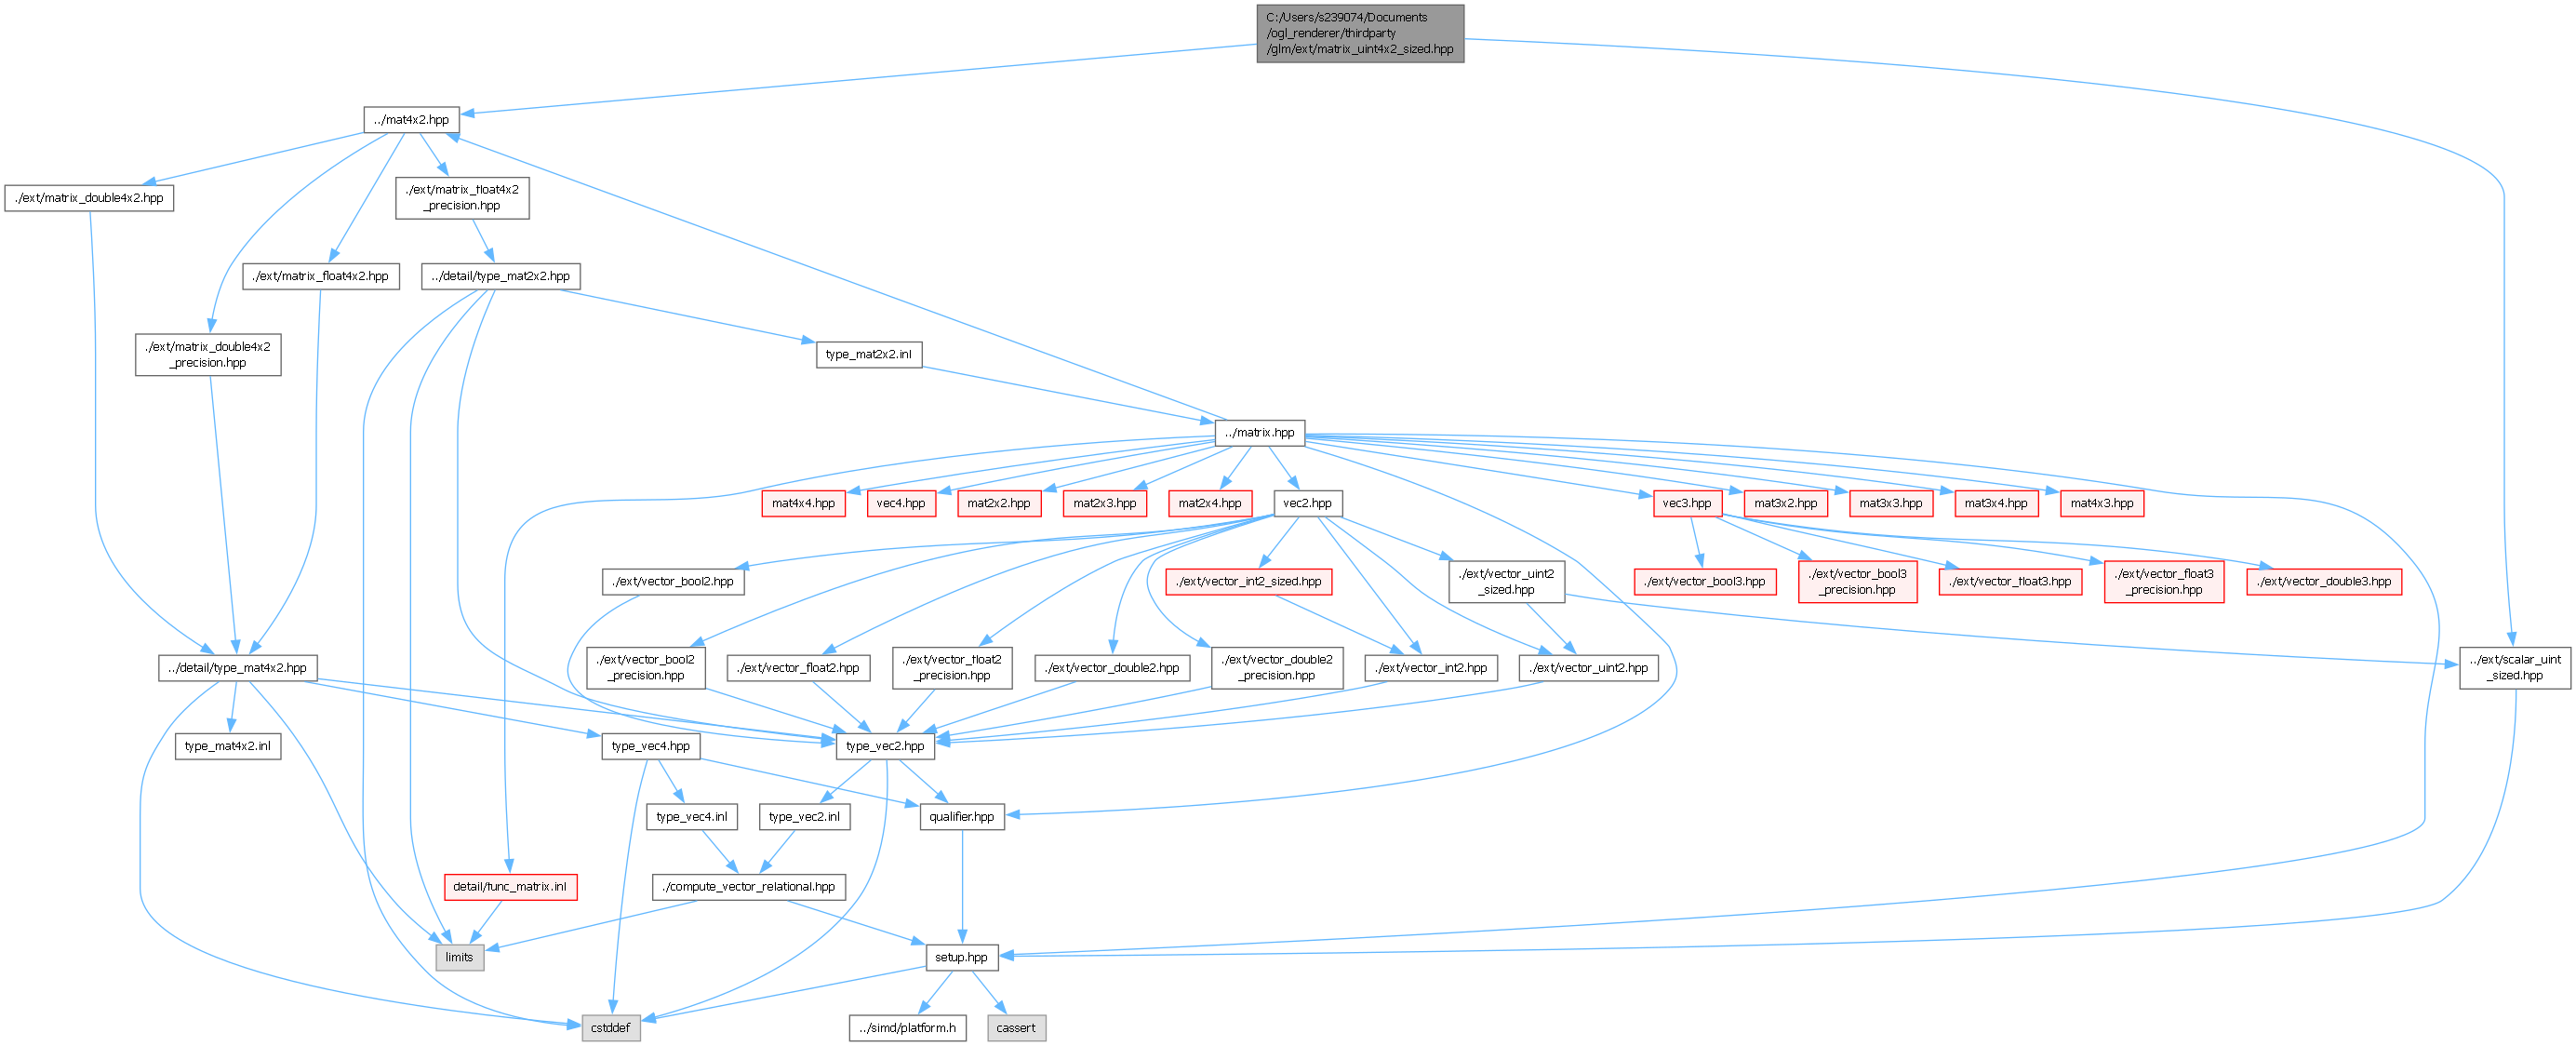 C:/Users/s239074/Documents
/ogl_renderer/thirdparty
/glm/ext/matrix_uint4x2_sized.hpp
../mat4x2.hpp
./ext/matrix_double4x2.hpp
./ext/matrix_float4x2
_precision.hpp
./ext/matrix_float4x2.hpp
../detail/type_mat2x2.hpp
./ext/matrix_double4x2
_precision.hpp
type_mat2x2.inl
../matrix.hpp
mat4x4.hpp
vec4.hpp
mat2x2.hpp
mat2x3.hpp
mat2x4.hpp
vec2.hpp
vec3.hpp
mat3x2.hpp
mat3x3.hpp
mat3x4.hpp
mat4x3.hpp
./ext/vector_bool2.hpp
./ext/vector_int2_sized.hpp
./ext/vector_uint2
_sized.hpp
./ext/vector_bool3.hpp
./ext/vector_bool3
_precision.hpp
./ext/vector_float3.hpp
./ext/vector_float3
_precision.hpp
./ext/vector_double3.hpp
../detail/type_mat4x2.hpp
./ext/vector_bool2
_precision.hpp
./ext/vector_float2.hpp
./ext/vector_float2
_precision.hpp
./ext/vector_double2.hpp
./ext/vector_double2
_precision.hpp
./ext/vector_int2.hpp
./ext/vector_uint2.hpp
../ext/scalar_uint
_sized.hpp
type_mat4x2.inl
type_vec4.hpp
type_vec2.hpp
type_vec4.inl
type_vec2.inl
qualifier.hpp
detail/func_matrix.inl
./compute_vector_relational.hpp
limits
setup.hpp
cstddef
../simd/platform.h
cassert